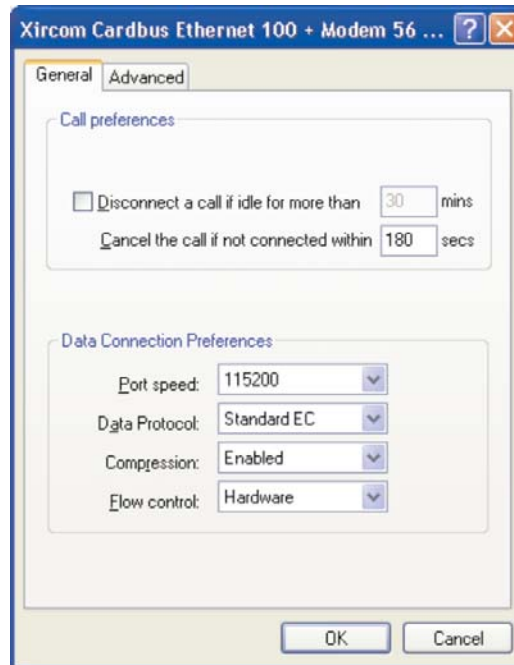 Xircom Cardbus Ethernet 100 + Modem 56 ...
General Advanced
Call preferences
Disconnect a call if idle for more than 30 mins
Cancel the call if not connected within 180 secs
Data Connection Preferences
Port speed: 115200
Data Protocol: Standard EC
Compression: Enabled
Flow control: Hardware
OK Cancel